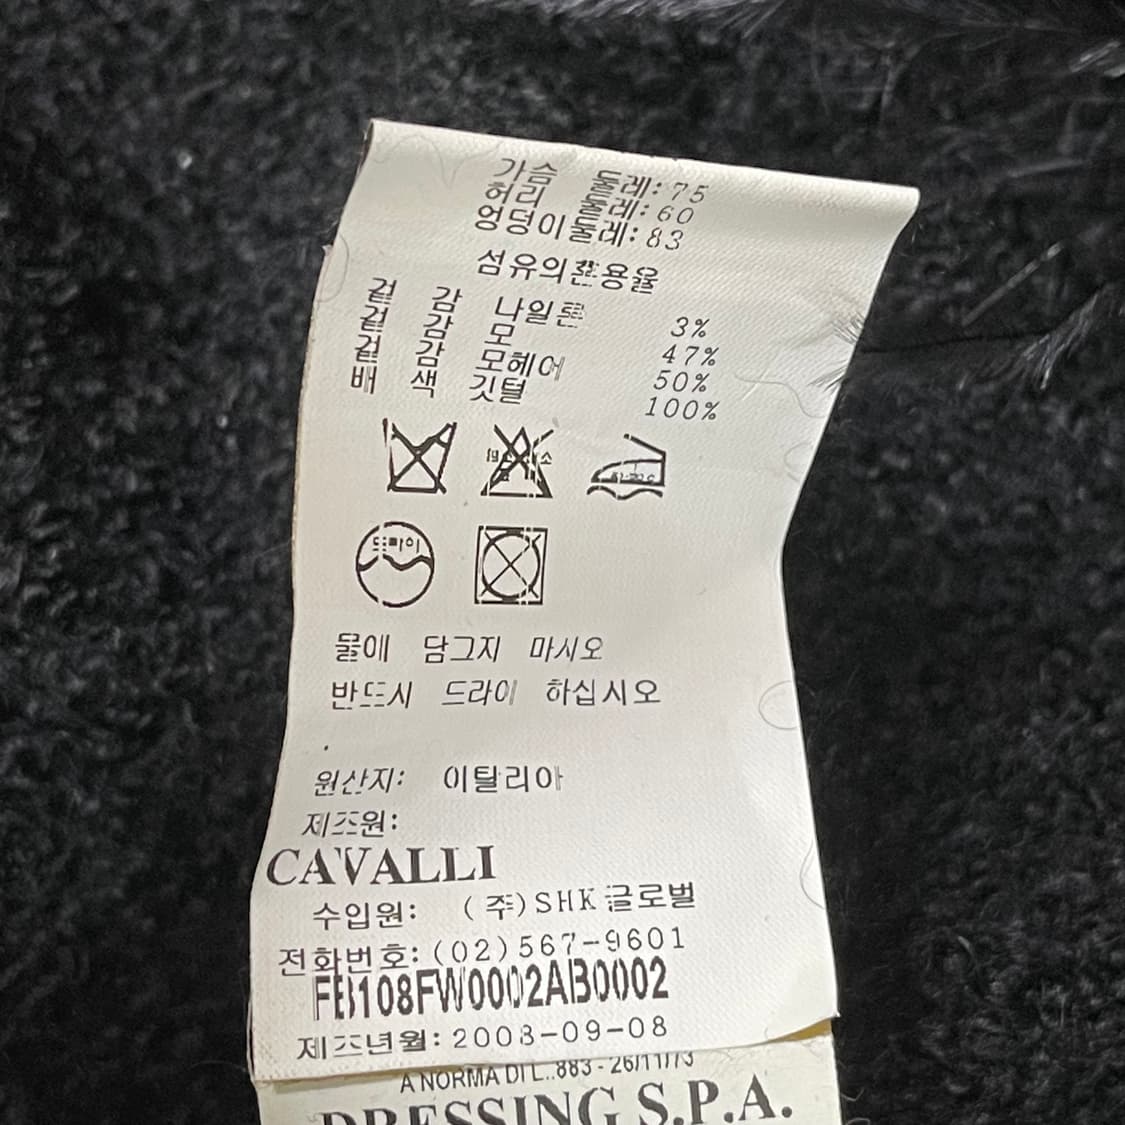 가슴 둘레: 75
허리 둘레: 60
엉덩이둘레: 83
섬유의혼용율
겉 감 나일론 3%
겉 감 모 47%
겉 감 모헤어 50%
배 색 깃털 100%
드라이
물에 담그지 마시오
반드시 드라이 하십시오
원산지: 이탈리아
제조원:
CAVALLI
수입원: (주)SHK글로벌
전화번호:(02)567-9601
제조년월: 2008-09-08
A NORMA DI L..883 - 26/11/73
DRESSING S.P.A.